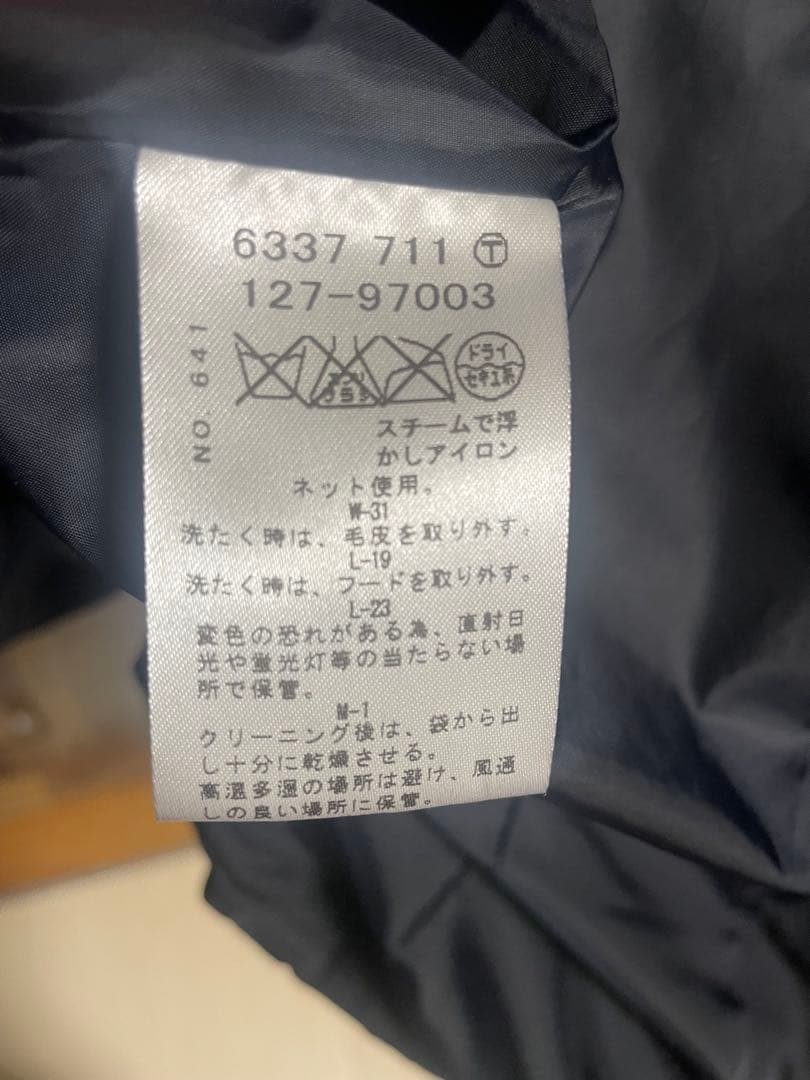 6337 711 Ⓣ
127-97003
NO. 641
エンソ
サラシ
ドライ
セキユ系
スチームで浮
かしアイロン
ネット使用。
W-31
洗たく時は、毛皮を取り外す。
L-19
洗たく時は、フードを取り外す。
L-23
変色の恐れがある為、直射日
光や蛍光灯等の当たらない場
所で保管。
M-1
クリーニング後は、袋から出
し十分に乾燥させる。
高温多湿の場所は避け、風通
しの良い場所に保管。